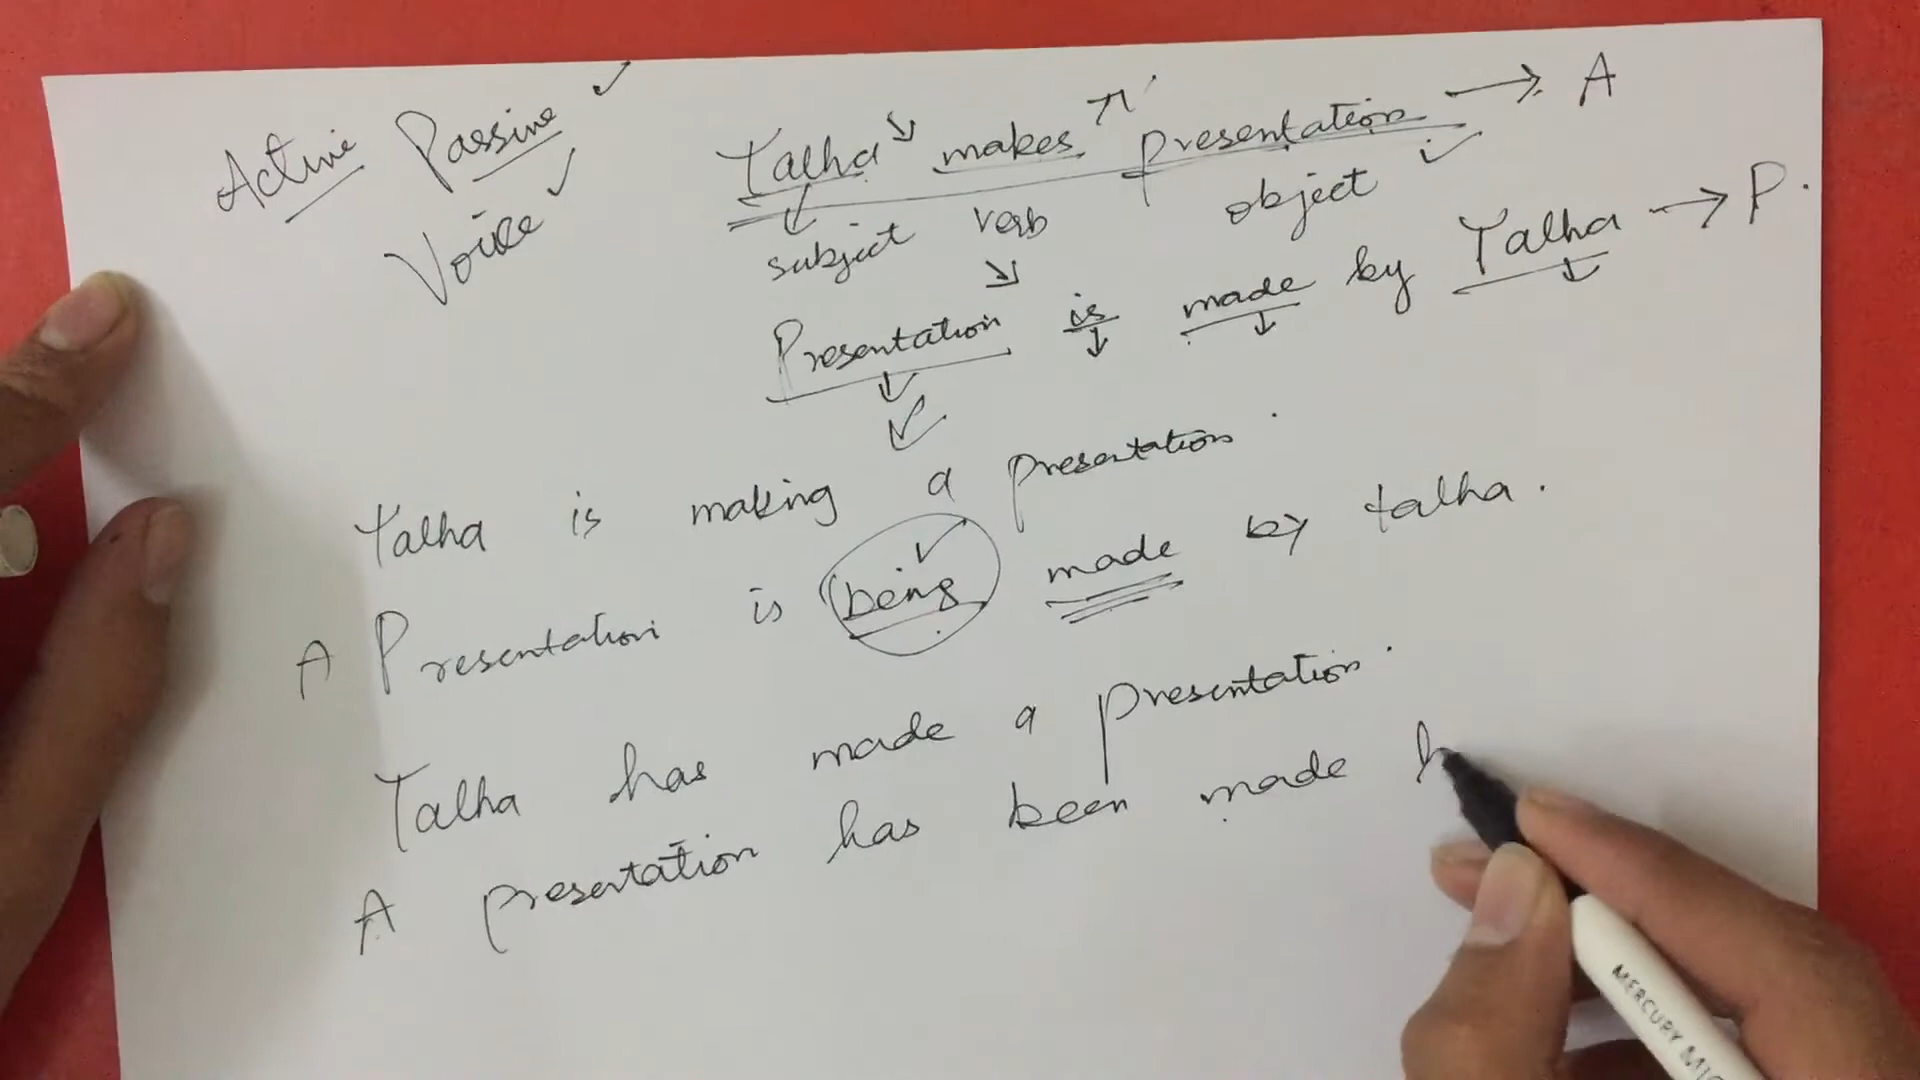 Active Passive
Voice
Talha makes presentation → A
subject verb object
Presentation is made by Talha → P.
Talha is making a presentation.
A Presentation is being made by talha.
Talha has made a presentation.
A presentation has been made b
MERCURY